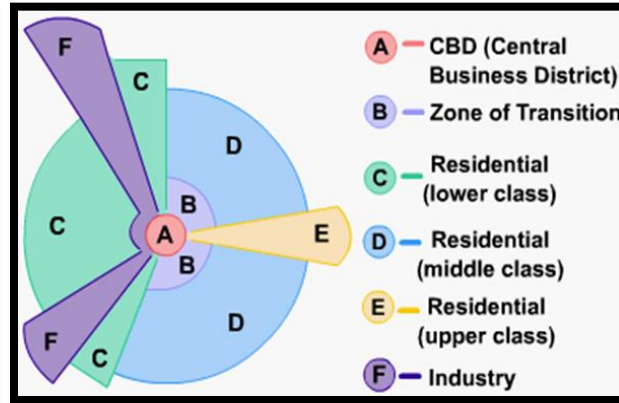 F
C
D
C
B
A
E
B
D
F
C
A CBD (Central
Business District)
B Zone of Transition
C Residential
(lower class)
D Residential
(middle class)
E Residential
(upper class)
F Industry